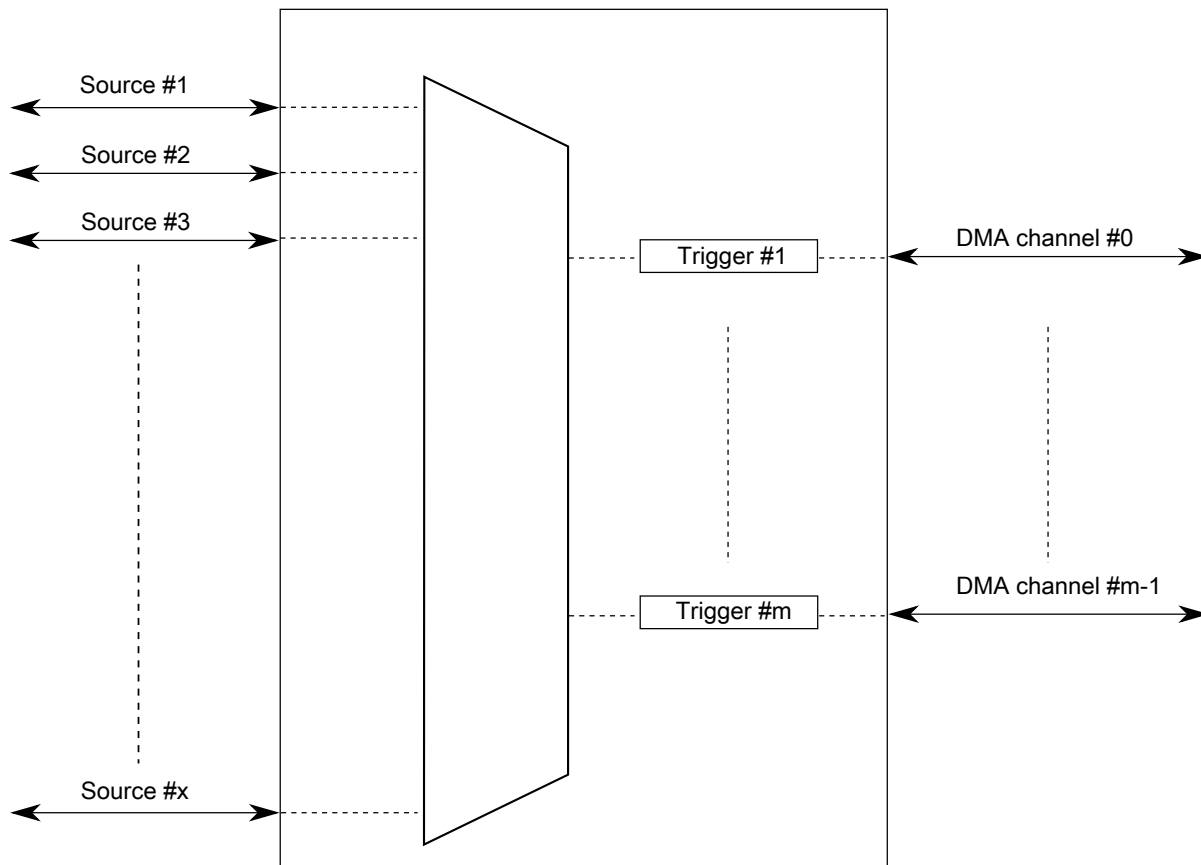 Source #1
Source #2
Source #3
Source #x
Trigger #1
Trigger #m
DMA channel #0
DMA channel #m-1